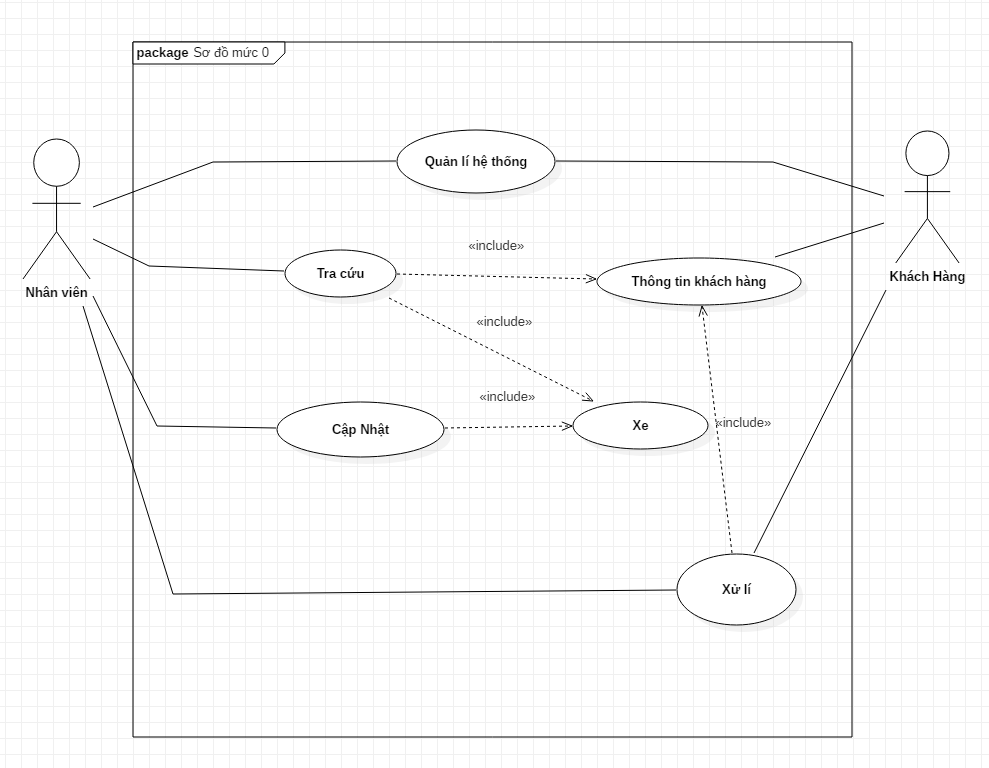 package Sơ đồ mức 0
Quản lí hệ thống
«include»
Tra cứu
Thông tin khách hàng
Khách Hàng
Nhân viên
«include»
«include»
Cập Nhật
Xe
«include»
Xử lí